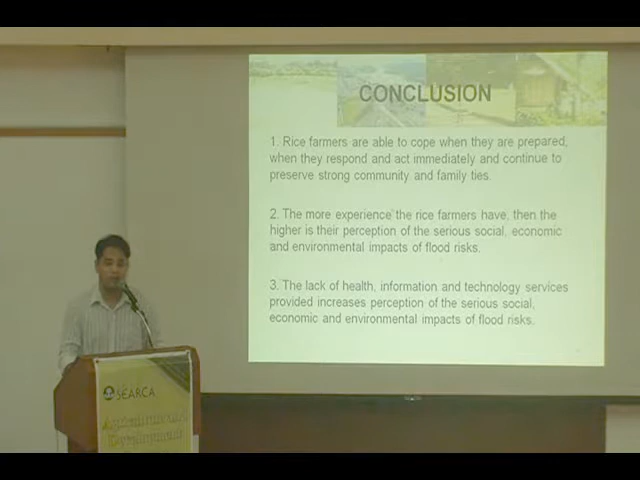 CONCLUSION
1. Rice farmers are able to cope when they are prepared,
when they respond and act immediately and continue to
preserve strong community and family ties.
2. The more experience the rice farmers have, then the
higher is their perception of the serious social, economic
and environmental impacts of flood risks.
3. The lack of health, information and technology services
provided increases perception of the serious social,
economic and environmental impacts of flood risks.
SEARCA
Development